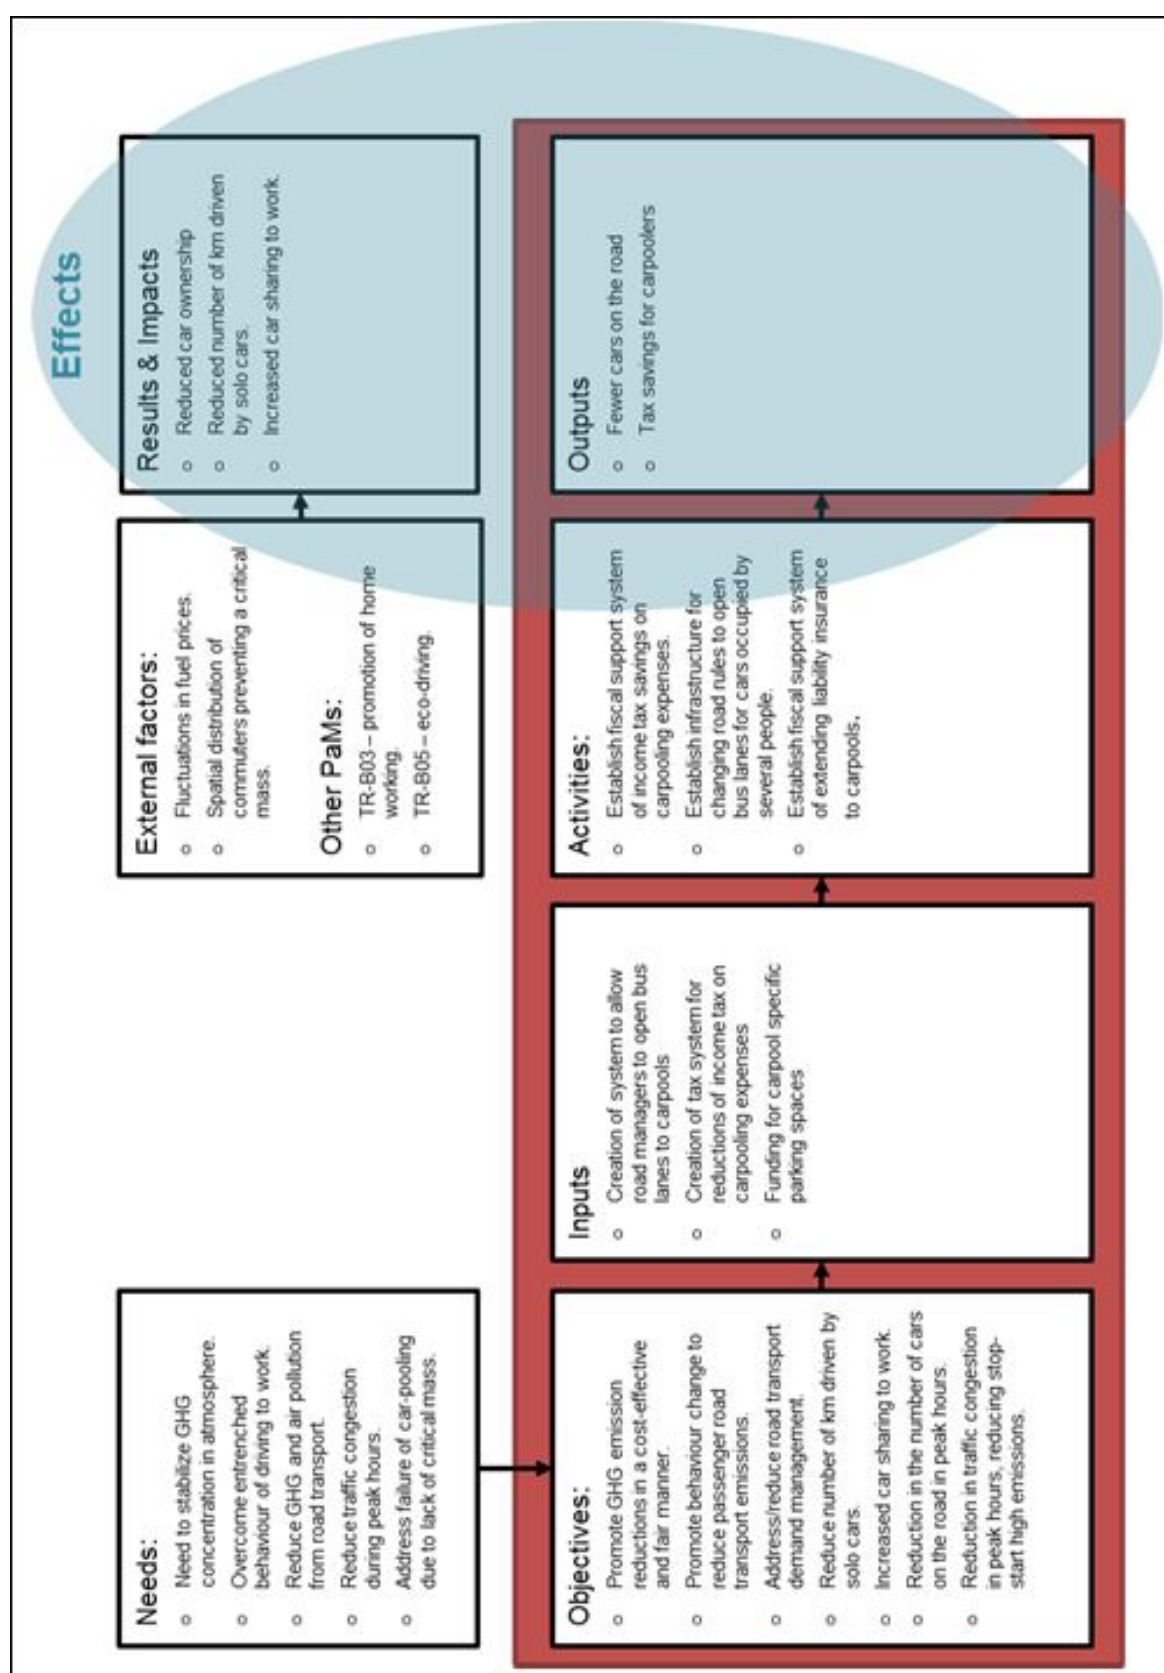 Effects
Needs:
o Need to stabilize GHG
concentration in atmosphere.
o Overcome entrenched
behaviour of driving to work.
o Reduce GHG and air pollution
from road transport.
o Reduce traffic congestion
during peak hours.
o Address failure of car-pooling
due to lack of critical mass.
External factors:
o Fluctuations in fuel prices.
o Spatial distribution of
commuters preventing a critical
mass.
Other PaMs:
o TR-B03 – promotion of home
working.
o TR-B05 – eco-driving.
Results & Impacts
o Reduced car ownership
o Reduced number of km driven
by solo cars.
o Increased car sharing to work.
Objectives:
o Promote GHG emission
reductions in a cost-effective
and fair manner.
o Promote behaviour change to
reduce passenger road
transport emissions.
o Address/reduce road transport
demand management.
o Reduce number of km driven by
solo cars.
o Increased car sharing to work.
o Reduction in the number of cars
on the road in peak hours.
o Reduction in traffic congestion
in peak hours, reducing stop-
start high emissions.
Inputs
o Creation of system to allow
road managers to open bus
lanes to carpools
o Creation of tax system for
reductions of income tax on
carpooling expenses
o Funding for carpool specific
parking spaces
Activities:
o Establish fiscal support system
of income tax savings on
carpooling expenses.
o Establish infrastructure for
changing road rules to open
bus lanes for cars occupied by
several people.
o Establish fiscal support system
of extending liability insurance
to carpools.
Outputs
o Fewer cars on the road
o Tax savings for carpoolers